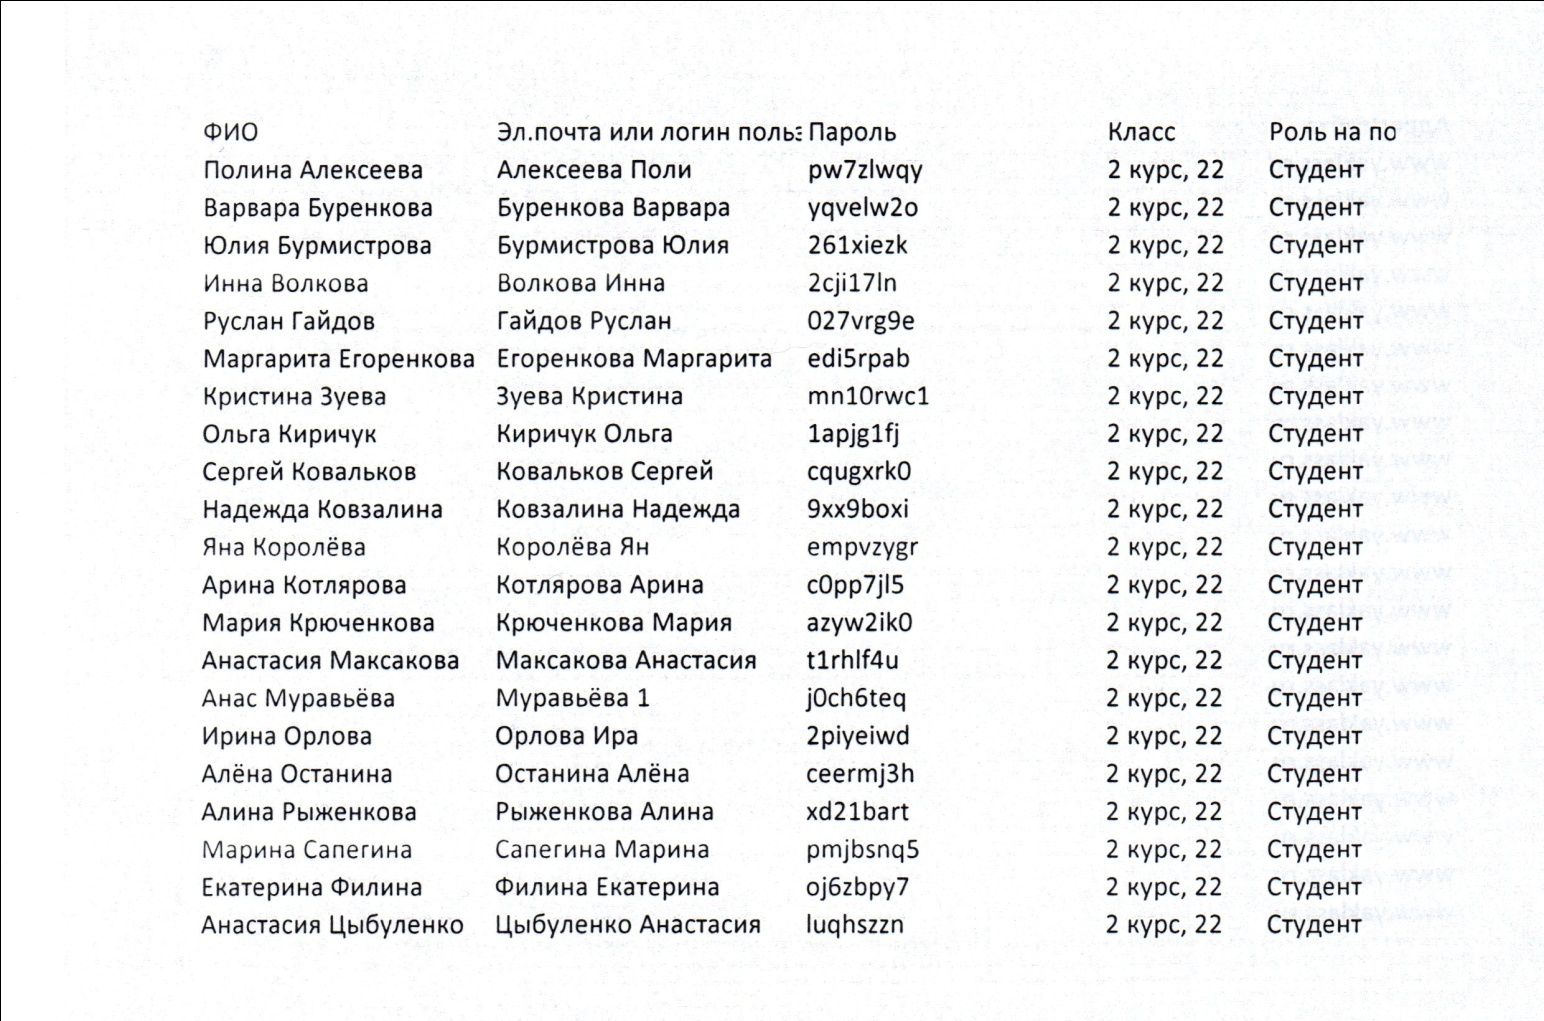 ФИО Эл.почта или логин поль Пароль Класс Роль на по
Полина Алексеева Алексеева Поли pw7zlwqy 2 курс, 22 Студент
Варвара Буренкова Буренкова Варвара yqvelw2o 2 курс, 22 Студент
Юлия Бурмистрова Бурмистрова Юлия 261xiezk 2 курс, 22 Студент
Инна Волкова Волкова Инна 2cji17ln 2 курс, 22 Студент
Руслан Гайдов Гайдов Руслан 027vrg9e 2 курс, 22 Студент
Маргарита Егоренкова Егоренкова Маргарита edi5rpab 2 курс, 22 Студент
Кристина Зуева Зуева Кристина mn10rwc1 2 курс, 22 Студент
Ольга Киричук Киричук Ольга 1apjg1fj 2 курс, 22 Студент
Сергей Ковальков Ковальков Сергей cqugxrk0 2 курс, 22 Студент
Надежда Ковзалина Ковзалина Надежда 9xx9boxi 2 курс, 22 Студент
Яна Королёва Королёва Ян empvzygr 2 курс, 22 Студент
Арина Котлярова Котлярова Арина c0pp7jl5 2 курс, 22 Студент
Мария Крюченкова Крюченкова Мария azyw2ik0 2 курс, 22 Студент
Анастасия Максакова Максакова Анастасия t1rhlf4u 2 курс, 22 Студент
Анас Муравьёва Муравьёва 1 j0ch6teq 2 курс, 22 Студент
Ирина Орлова Орлова Ира 2piyeiwd 2 курс, 22 Студент
Алёна Останина Останина Алёна ceermj3h 2 курс, 22 Студент
Алина Рыженкова Рыженкова Алина xd21bart 2 курс, 22 Студент
Марина Сапегина Сапегина Марина pmjbsnq5 2 курс, 22 Студент
Екатерина Филина Филина Екатерина oj6zbpy7 2 курс, 22 Студент
Анастасия Цыбуленко Цыбуленко Анастасия luqhszzn 2 курс, 22 Студент